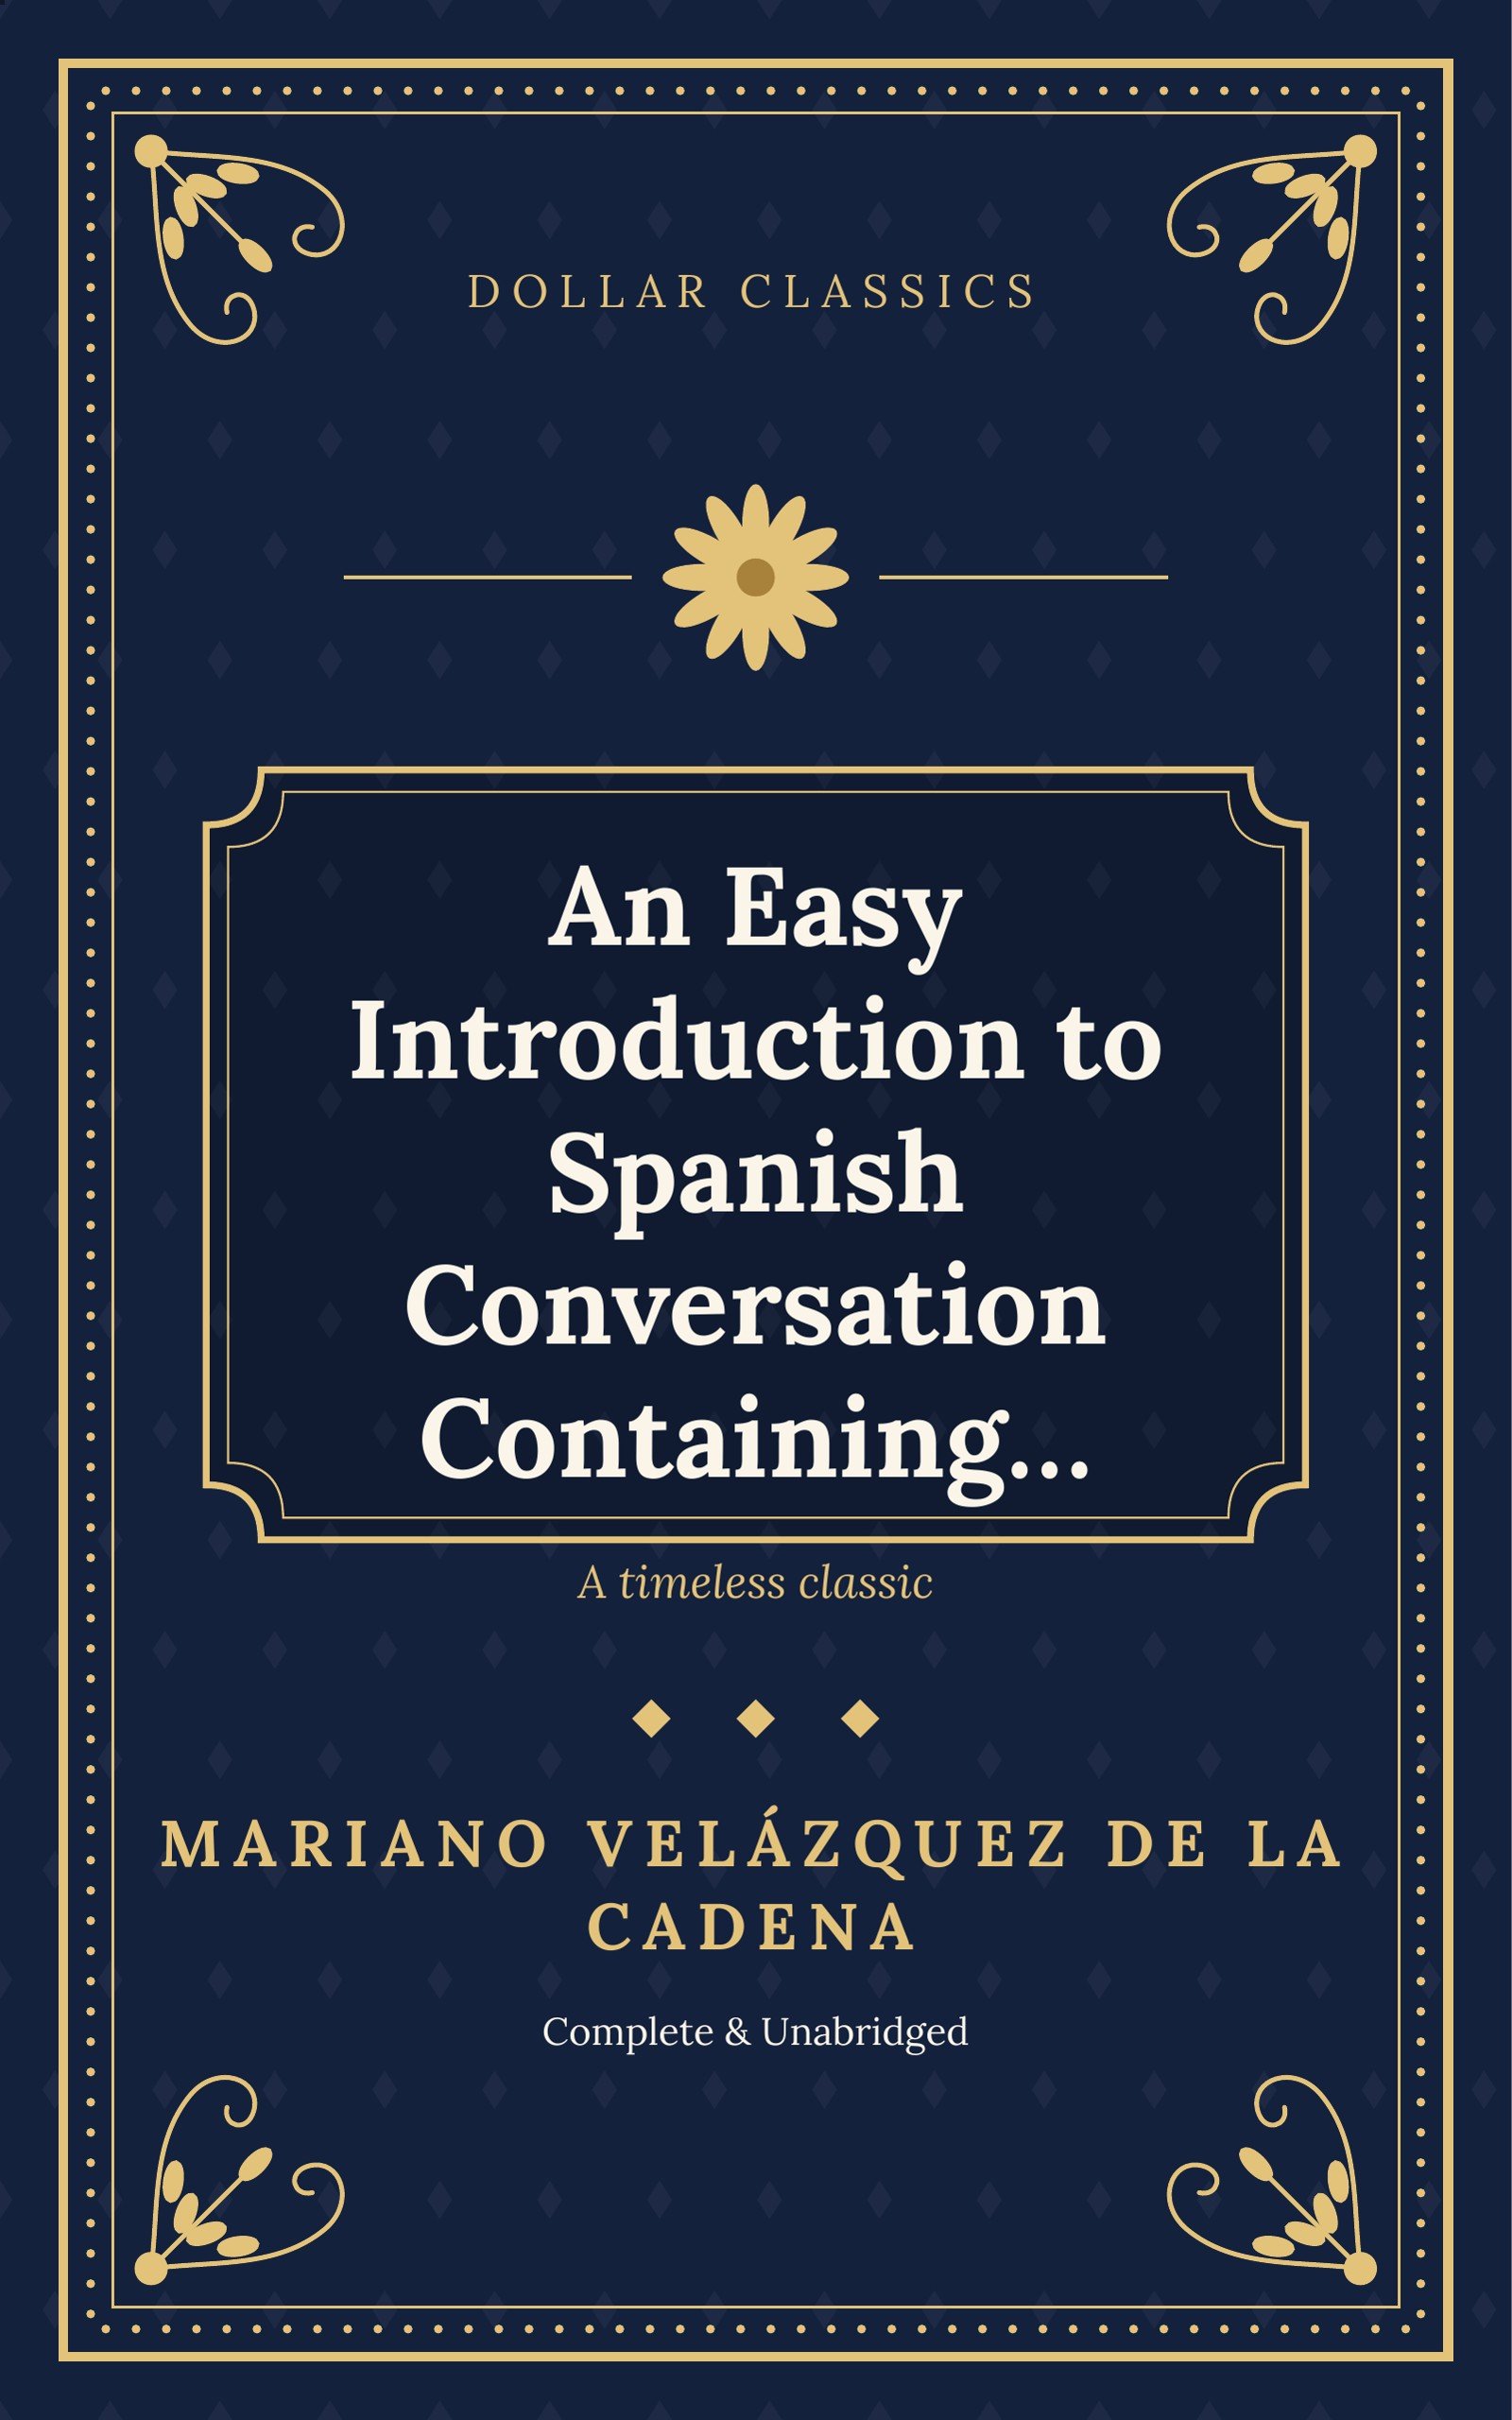 DOLLAR CLASSICS
An Easy
Introduction to
Spanish
Conversation
Containing...
A timeless classic
MARIANO VELÁZQUEZ DE LA
CADENA
Complete & Unabridged